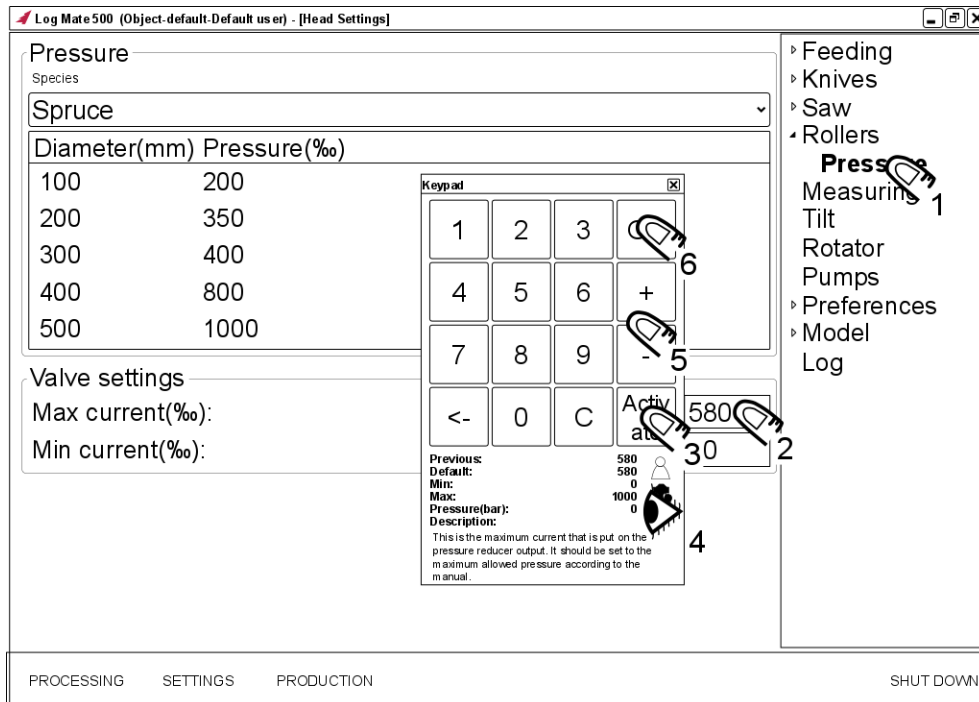 Log Mate 500 (Object-default-Default user) - [Head Settings]
Pressure
Species
Spruce
Diameter(mm) Pressure(‰)
100 200
200 350
300 400
400 800
500 1000
Valve settings
Max current(‰): 580
Min current(‰): 0
Keypad
1 2 3
4 5 6 +
7 8 9 -
<- 0 C Activate
Previous: 580
Default: 580
Min: 0
Max: 1000
Pressure(bar): 0
Description:
This is the maximum current that is put on the
pressure reducer output. It should be set to the
maximum allowed pressure according to the
manual.
Feeding
Knives
Saw
Rollers
Pressure
Measuring
Tilt
Rotator
Pumps
Preferences
Model
Log
1
2
3
4
5
6
PROCESSING SETTINGS PRODUCTION SHUT DOWN